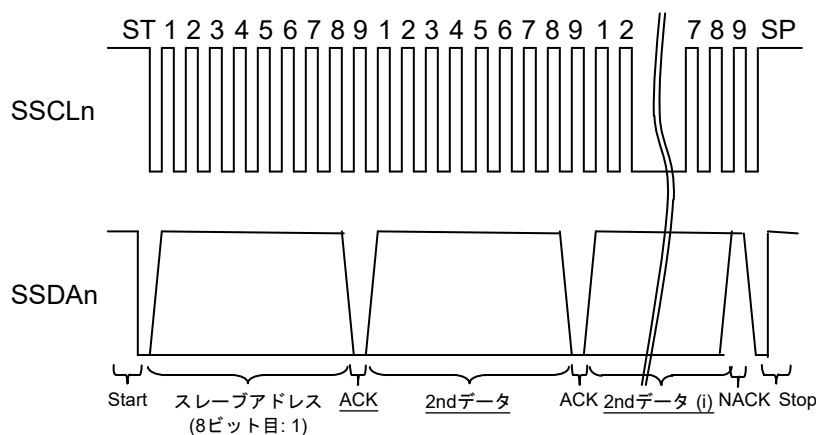 ST 1 2 3 4 5 6 7 8 9 1 2 3 4 5 6 7 8 9 1 2 7 8 9 SP
SSCLn
SSDAn
Start スレーブアドレス ACK 2ndデータ ACK 2ndデータ (i) NACK Stop
(8ビット目: 1)